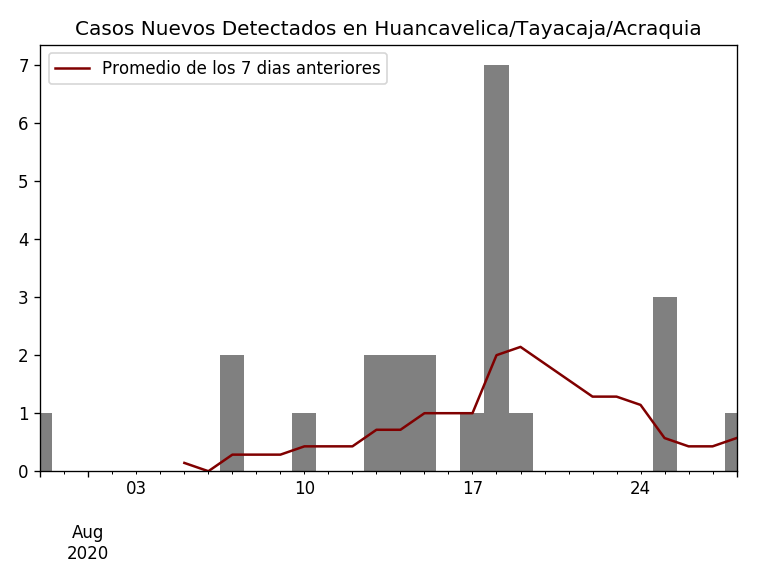 Casos Nuevos Detectados en Huancavelica/Tayacaja/Acraquia
Promedio de los 7 dias anteriores
7
6
5
4
3
2
1
0
03 10 17 24
Aug
2020